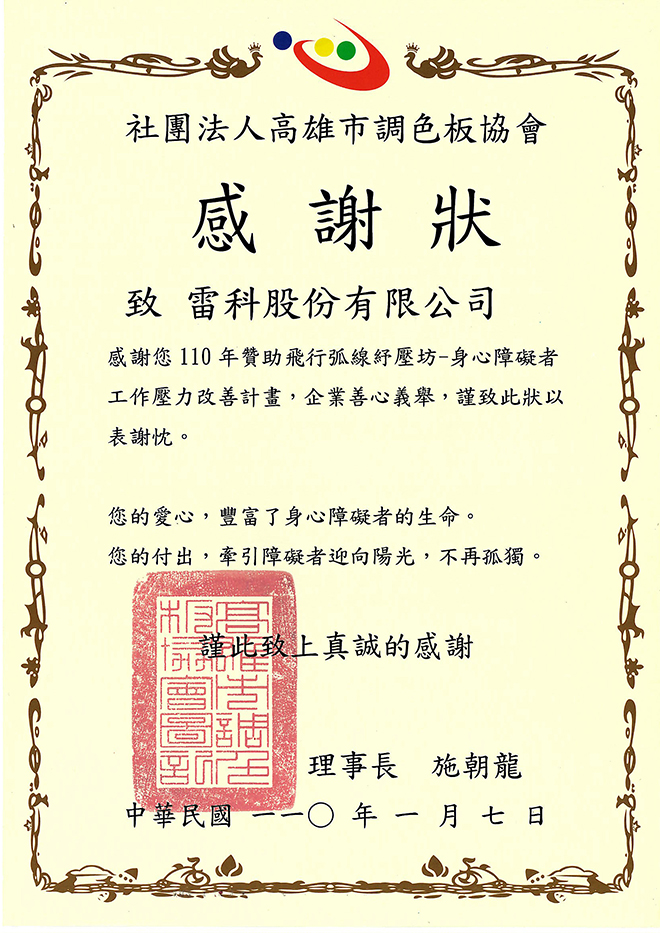 社團法人高雄市調色板協會
感謝狀
致 雷科股份有限公司
感謝您 110 年贊助飛行弧線紓壓坊-身心障礙者
工作壓力改善計畫，企業善心義舉，謹致此狀以
表謝忱。
您的愛心，豐富了身心障礙者的生命。
您的付出，牽引障礙者迎向陽光，不再孤獨。
謹此致上真誠的感謝
理事長 施朝龍
中華民國 一一〇 年 一 月 七 日